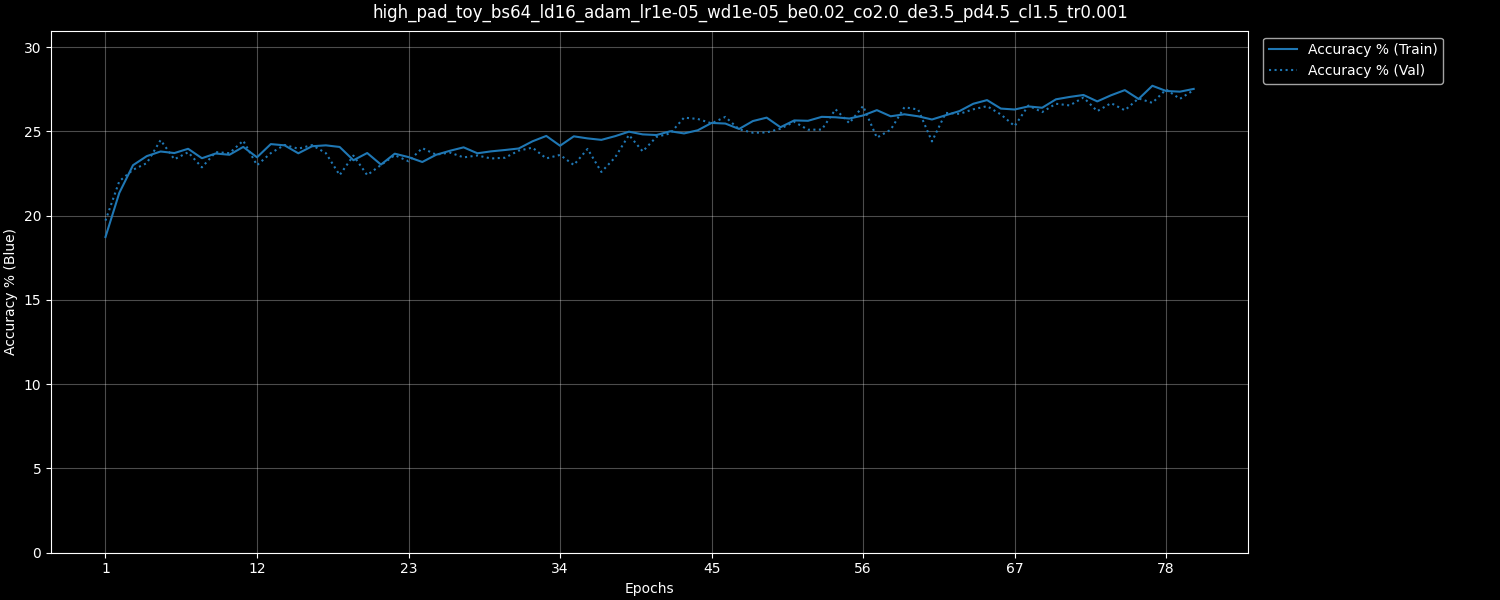 high_pad_toy_bs64_ld16_adam_lr1e-05_wd1e-05_be0.02_co2.0_de3.5_pd4.5_cl1.5_tr0.001
Accuracy % (Train)
Accuracy % (Val)
Accuracy % (Blue)
30
25
20
15
10
5
0
1 12 23 34 45 56 67 78
Epochs